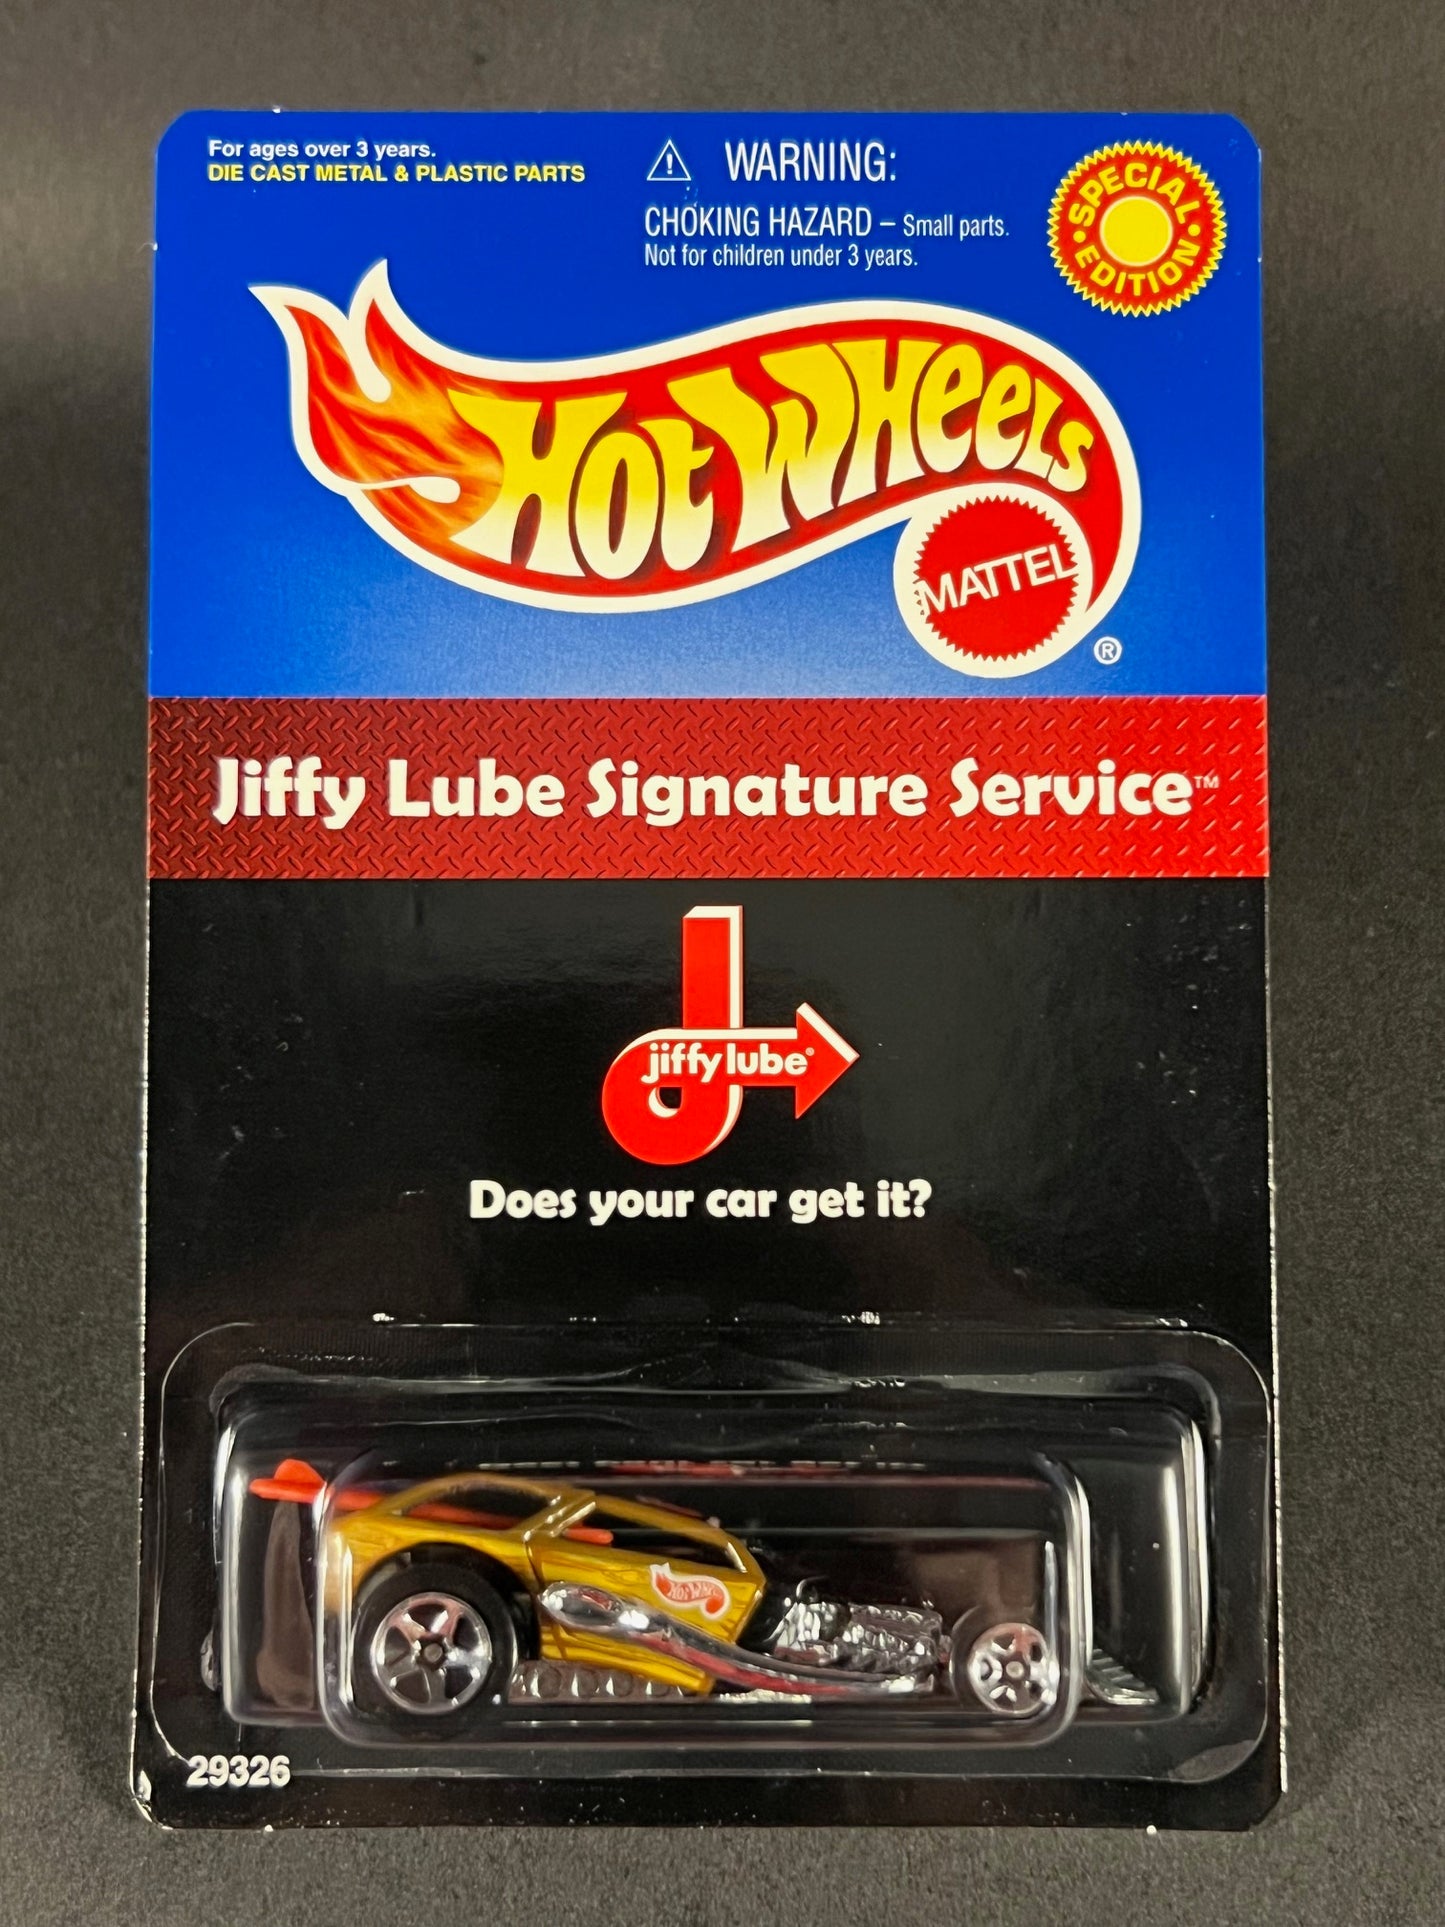 For ages over 3 years.
DIE CAST METAL & PLASTIC PARTS
WARNING:
CHOKING HAZARD – Small parts.
Not for children under 3 years.
• SPECIAL •
EDITION
HOT WHEELS
MATTEL
®
Jiffy Lube Signature Service™
jiffy lube®
Does your car get it?
HOT WHEELS
29326